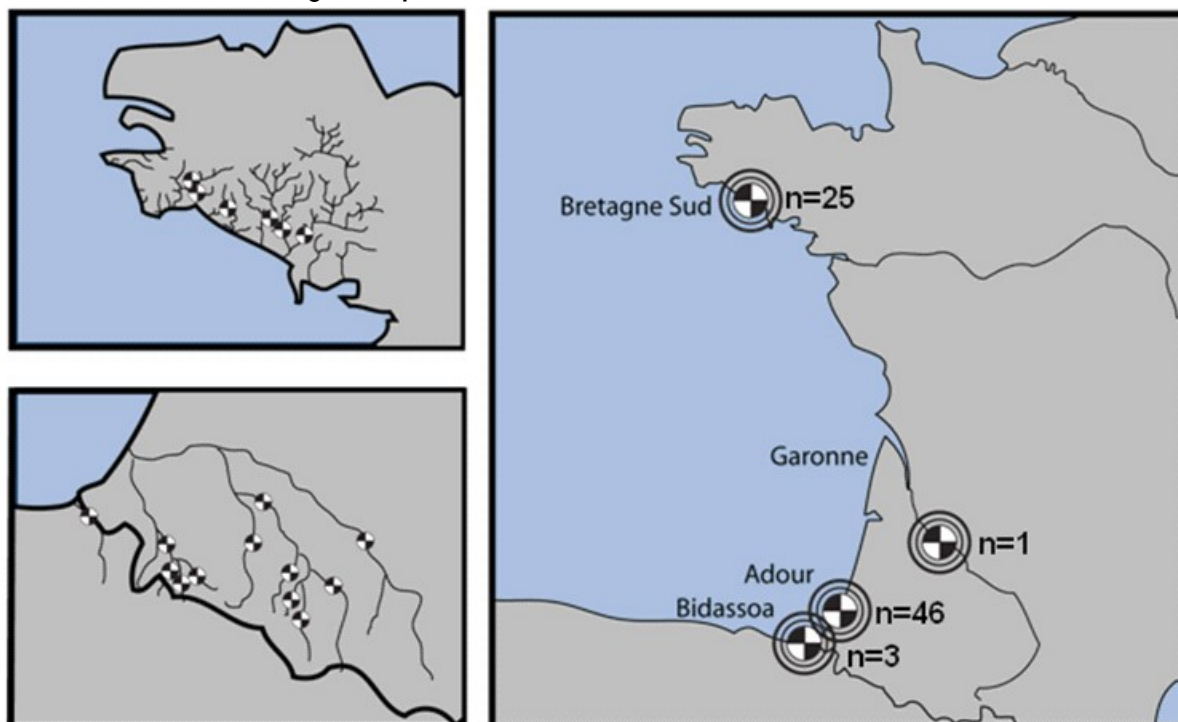 Bretagne Sud n=25
Garonne
n=1
Adour
n=46
Bidassoa
n=3